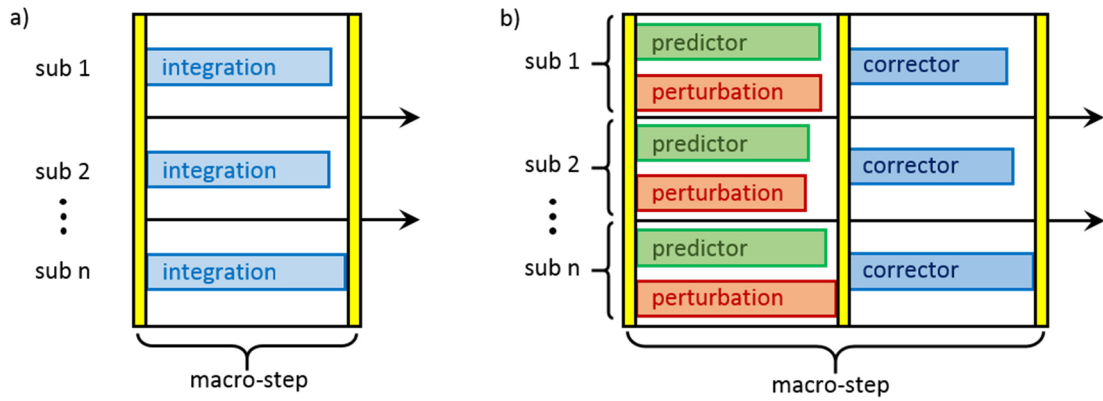 a)
sub 1
integration
sub 2
integration
sub n
integration
macro-step
b)
sub 1
predictor
perturbation
corrector
sub 2
predictor
perturbation
corrector
sub n
predictor
perturbation
corrector
macro-step